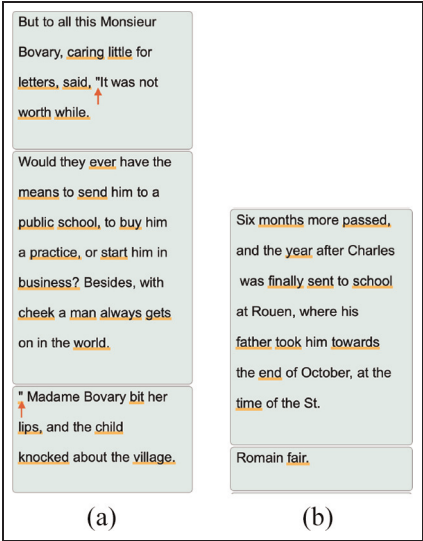 But to all this Monsieur
Bovary, caring little for
letters, said, "It was not
worth while.
Would they ever have the
means to send him to a
public school, to buy him
a practice, or start him in
business? Besides, with
cheek a man always gets
on in the world.
" Madame Bovary bit her
lips, and the child
knocked about the village.
(a)
Six months more passed,
and the year after Charles
was finally sent to school
at Rouen, where his
father took him towards
the end of October, at the
time of the St.
Romain fair.
(b)